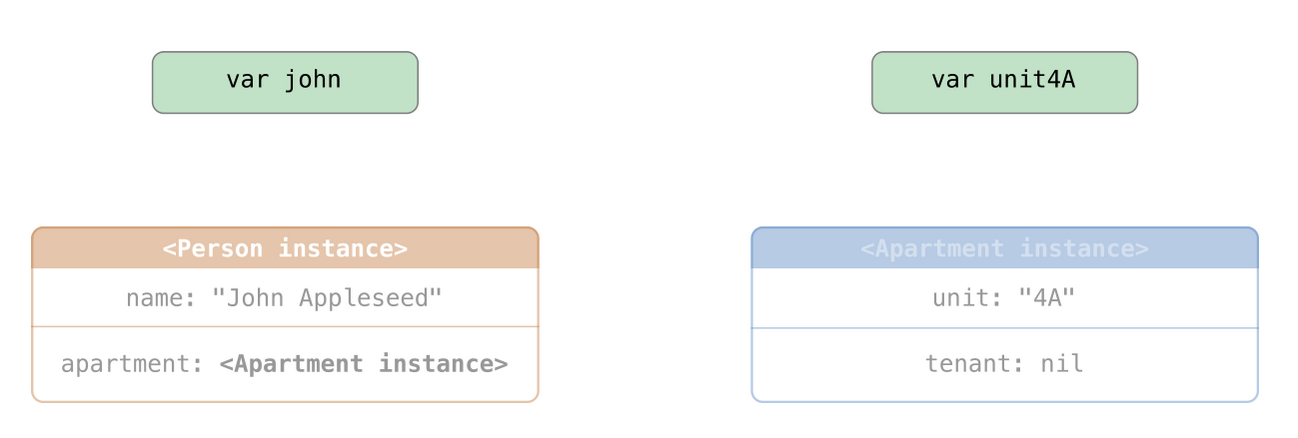 var john
var unit4A
<Person instance>
<Apartment instance>
name: "John Appleseed"
unit: "4A"
apartment: <Apartment instance>
tenant: nil